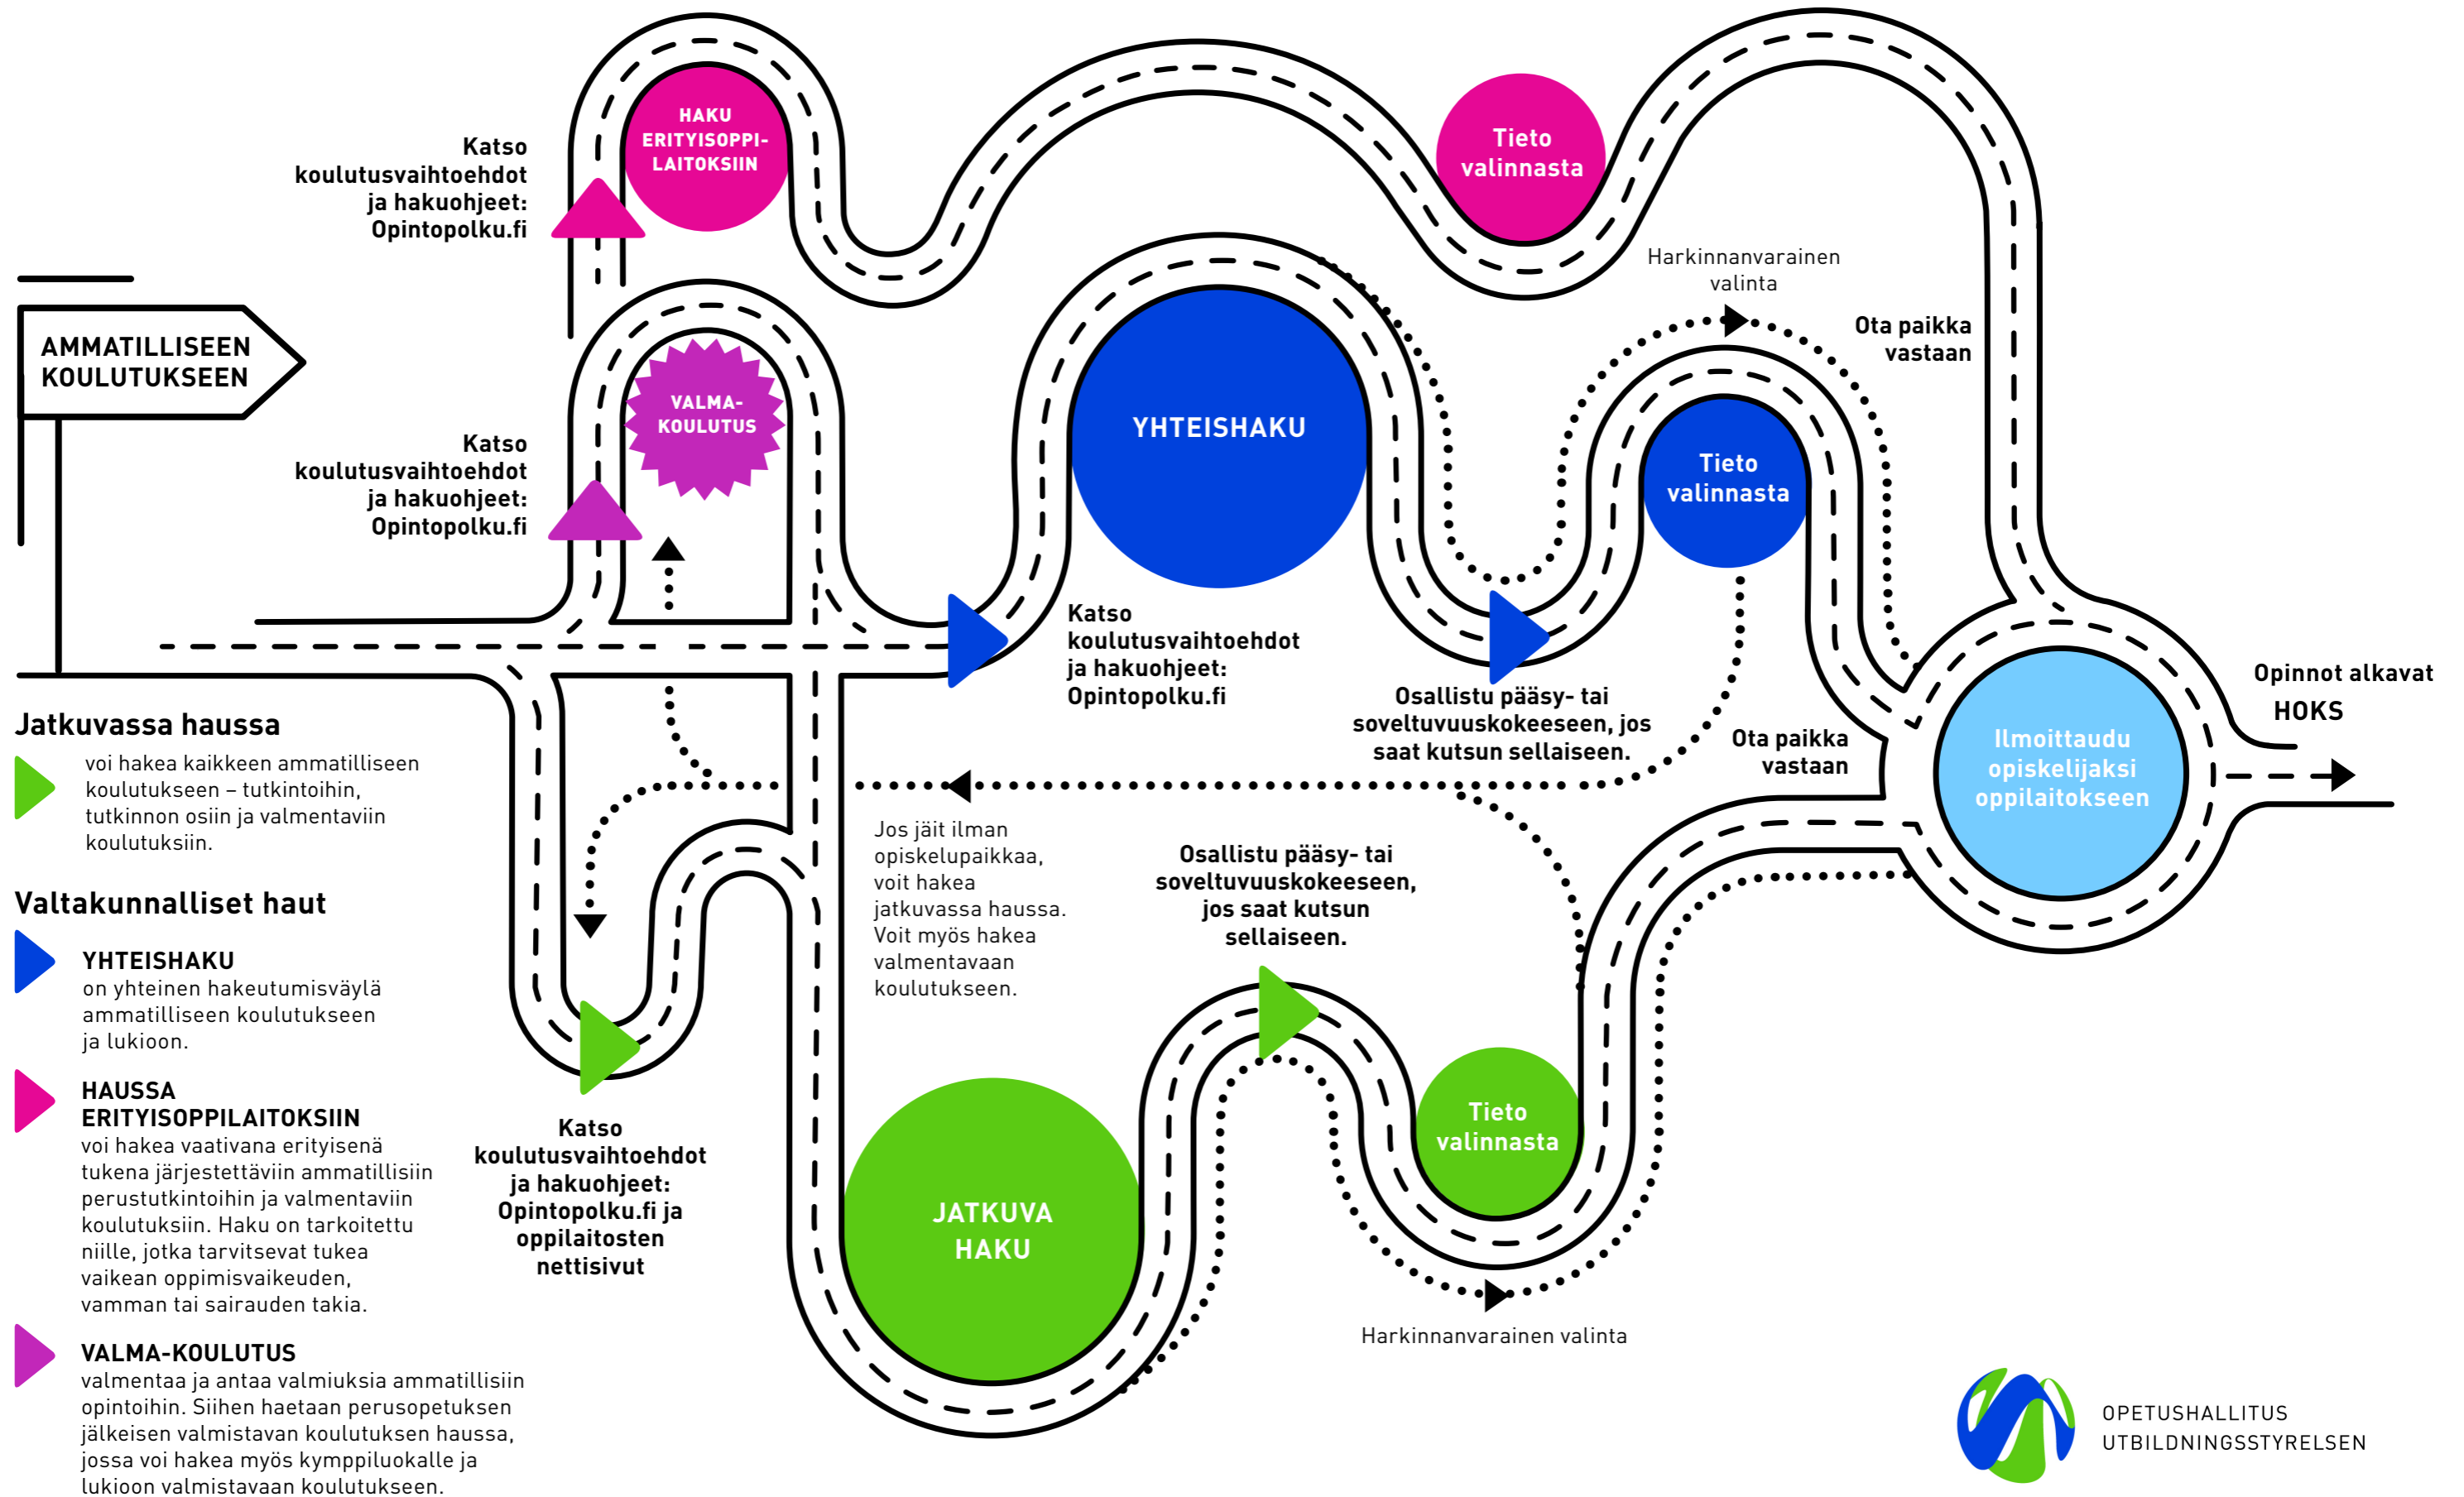 AMMATILLISEEN
KOULUTUKSEEN
Katso
koulutusvaihtoehdot
ja hakuohjeet:
Opintopolku.fi
HAKU
ERITYISOPPI-
LAITOKSIIN
Tieto
valinnasta
Katso
koulutusvaihtoehdot
ja hakuohjeet:
Opintopolku.fi
VALMA-
KOULUTUS
YHTEISHAKU
Katso
koulutusvaihtoehdot
ja hakuohjeet:
Opintopolku.fi
Harkinnanvarainen
valinta
Ota paikka
vastaan
Tieto
valinnasta
Osallistu pääsy- tai
soveltuvuuskokeeseen, jos
saat kutsun sellaiseen.
Ota paikka
vastaan
Ilmoittaudu
opiskelijaksi
oppilaitokseen
Opinnot alkavat
HOKS
Jatkuvassa haussa
voi hakea kaikkeen ammatilliseen
koulutukseen – tutkintoihin,
tutkinnon osiin ja valmentaviin
koulutuksiin.
Valtakunnalliset haut
YHTEISHAKU
on yhteinen hakeutumisväylä
ammatilliseen koulutukseen
ja lukioon.
HAUSSA
ERITYISOPPILAITOKSIIN
voi hakea vaativana erityisenä
tukena järjestettäviin ammatillisiin
perustutkintoihin ja valmentaviin
koulutuksiin. Haku on tarkoitettu
niille, jotka tarvitsevat tukea
vaikean oppimisvaikeuden,
vamman tai sairauden takia.
VALMA-KOULUTUS
valmentaa ja antaa valmiuksia ammatillisiin
opintoihin. Siihen haetaan perusopetuksen
jälkeisen valmistavan koulutuksen haussa,
jossa voi hakea myös kymppiluokalle ja
lukioon valmistavaan koulutukseen.
Katso
koulutusvaihtoehdot
ja hakuohjeet:
Opintopolku.fi ja
oppilaitosten
nettisivut
Jos jäit ilman
opiskelupaikkaa,
voit hakea
jatkuvassa haussa.
Voit myös hakea
valmentavaan
koulutukseen.
JATKUVA
HAKU
Osallistu pääsy- tai
soveltuvuuskokeeseen,
jos saat kutsun
sellaiseen.
Tieto
valinnasta
Harkinnanvarainen valinta
OPETUSHALLITUS
UTBILDNINGSSTYRELSEN